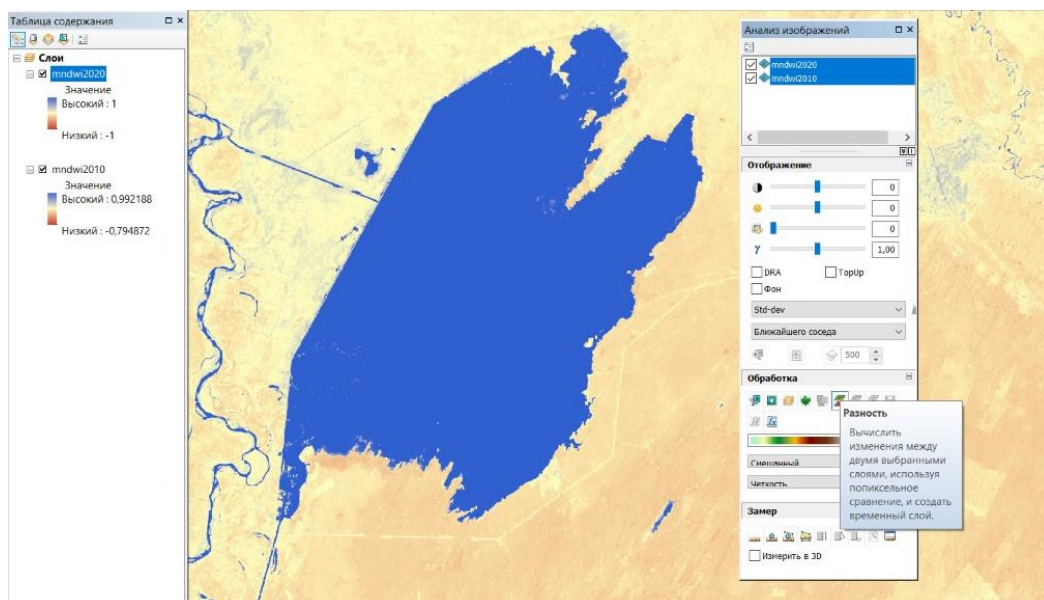 Таблица содержания
Слои
mndwi2020
Значение
Высокий : 1
Низкий : -1
mndwi2010
Значение
Высокий : 0,992188
Низкий : -0,794872
Анализ изображений
mndwi2020
mndwi2010
Отображение
0
0
0
γ
1,00
DRA
TopUp
Фон
Std-dev
Ближайшего соседа
500
Обработка
Смешанный
Четкость
Разность
Вычислить
изменения между
двумя выбранными
слоями, используя
попиксельное
сравнение, и создать
временный слой.
Замер
Измерить в 3D